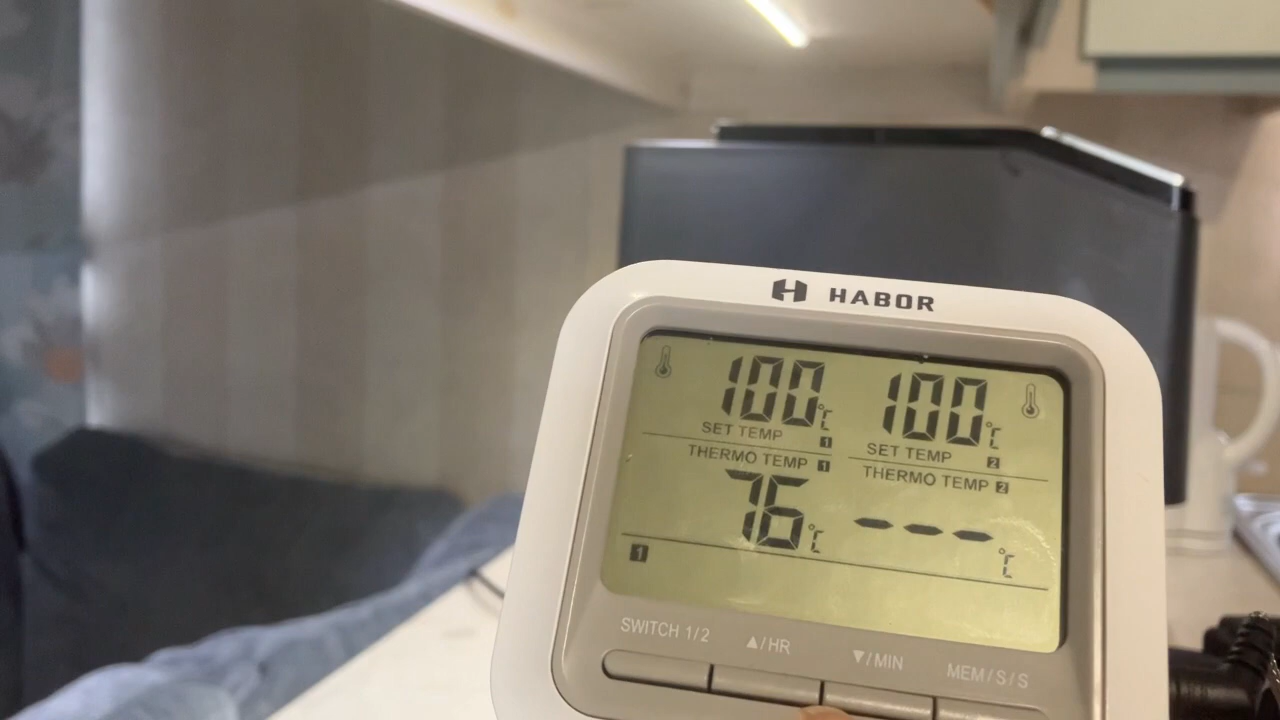 HABOR
100°C 100°C
SET TEMP 1 SET TEMP 2
THERMO TEMP 1 THERMO TEMP 2
76°C ---°C
1
SWITCH 1/2 ▲/HR ▼/MIN MEM/S/S